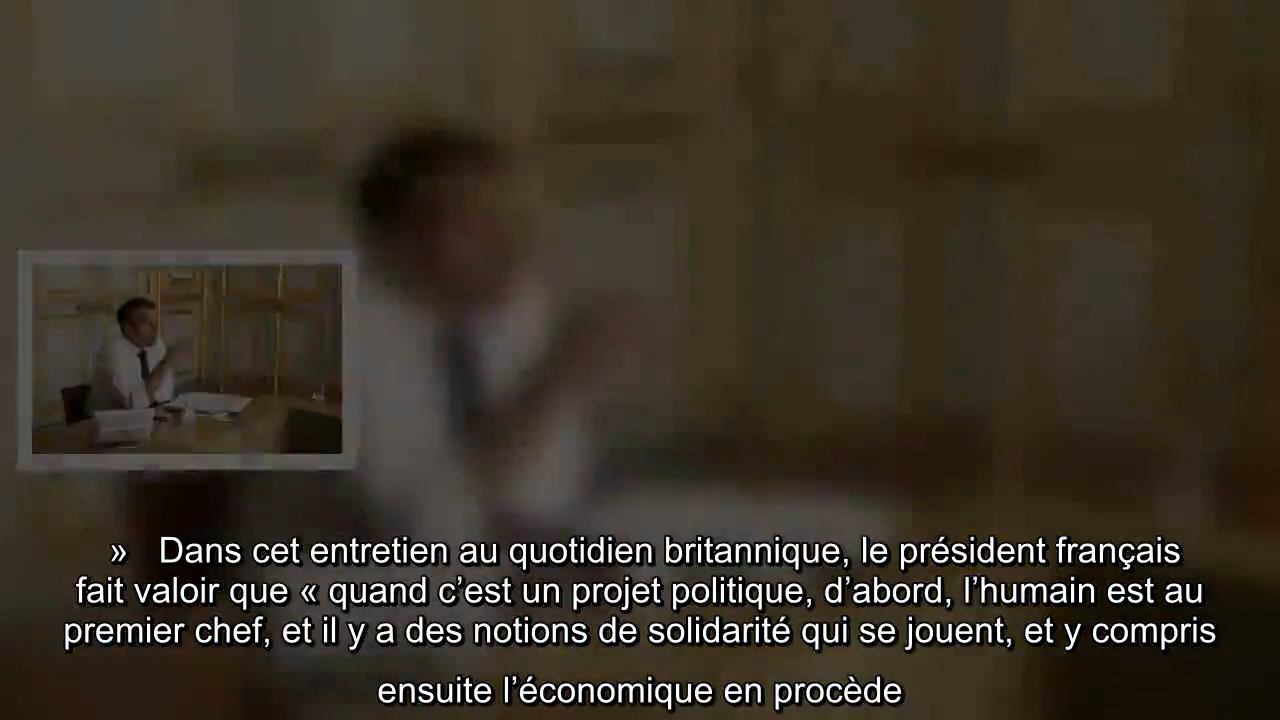 » Dans cet entretien au quotidien britannique, le président français
fait valoir que « quand c’est un projet politique, d’abord, l’humain est au
premier chef, et il y a des notions de solidarité qui se jouent, et y compris
ensuite l’économique en procède